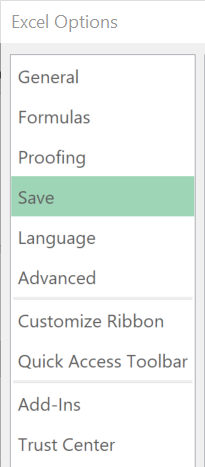 Excel Options
General
Formulas
Proofing
Save
Language
Advanced
Customize Ribbon
Quick Access Toolbar
Add-Ins
Trust Center